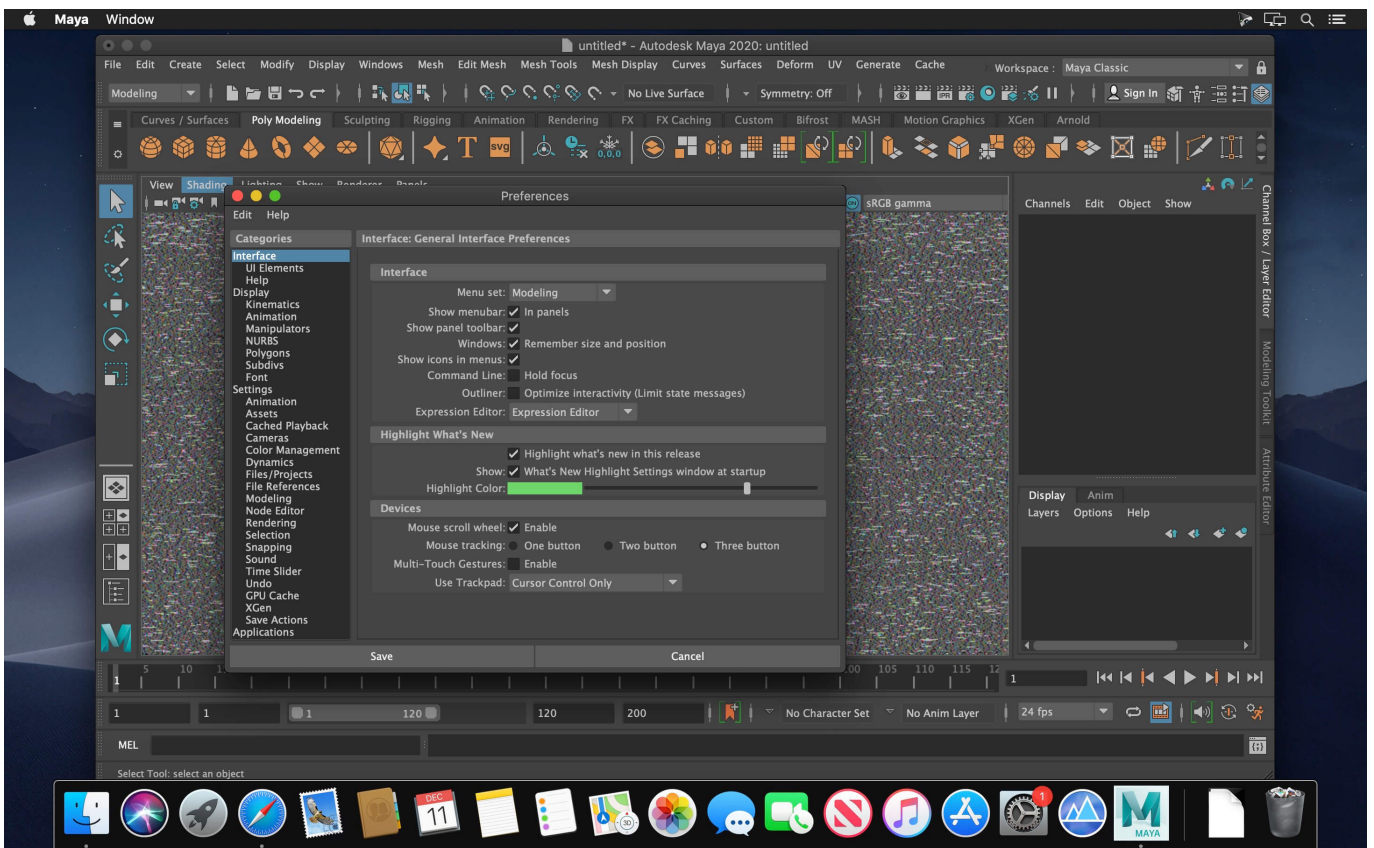 Maya Window
untitled* - Autodesk Maya 2020: untitled
File Edit Create Select Modify Display Windows Mesh Edit Mesh Mesh Tools Mesh Display Curves Surfaces Deform UV Generate Cache Workspace : Maya Classic
Modeling No Live Surface Symmetry: Off IPR Sign In
Curves / Surfaces Poly Modeling Sculpting Rigging Animation Rendering FX FX Caching Custom Bifrost MASH Motion Graphics XGen Arnold
T svg 0,0,0
View Shading Lighting Show Renderer Panels
Preferences
ON sRGB gamma
Channels Edit Object Show
Edit Help
Categories
Interface: General Interface Preferences
Interface
UI Elements
Help
Display
Kinematics
Animation
Manipulators
NURBS
Polygons
Subdivs
Font
Settings
Animation
Assets
Cached Playback
Cameras
Color Management
Dynamics
Files/Projects
File References
Modeling
Node Editor
Rendering
Selection
Snapping
Sound
Time Slider
Undo
GPU Cache
XGen
Save Actions
Applications
Interface
Menu set: Modeling
Show menubar: In panels
Show panel toolbar:
Windows: Remember size and position
Show icons in menus:
Command Line: Hold focus
Outliner: Optimize interactivity (Limit state messages)
Expression Editor: Expression Editor
Highlight What's New
Highlight what's new in this release
Show: What's New Highlight Settings window at startup
Highlight Color:
Devices
Mouse scroll wheel: Enable
Mouse tracking: One button Two button Three button
Multi-Touch Gestures: Enable
Use Trackpad: Cursor Control Only
Save Cancel
Channel Box / Layer Editor
Modeling Toolkit
Attribute Editor
Display Anim
Layers Options Help
M
5 10 1 00 105 110 115 12
1 1
1 1 1 120 120 200 No Character Set No Anim Layer 24 fps
MEL
Select Tool: select an object
DEC
11
1
MAYA